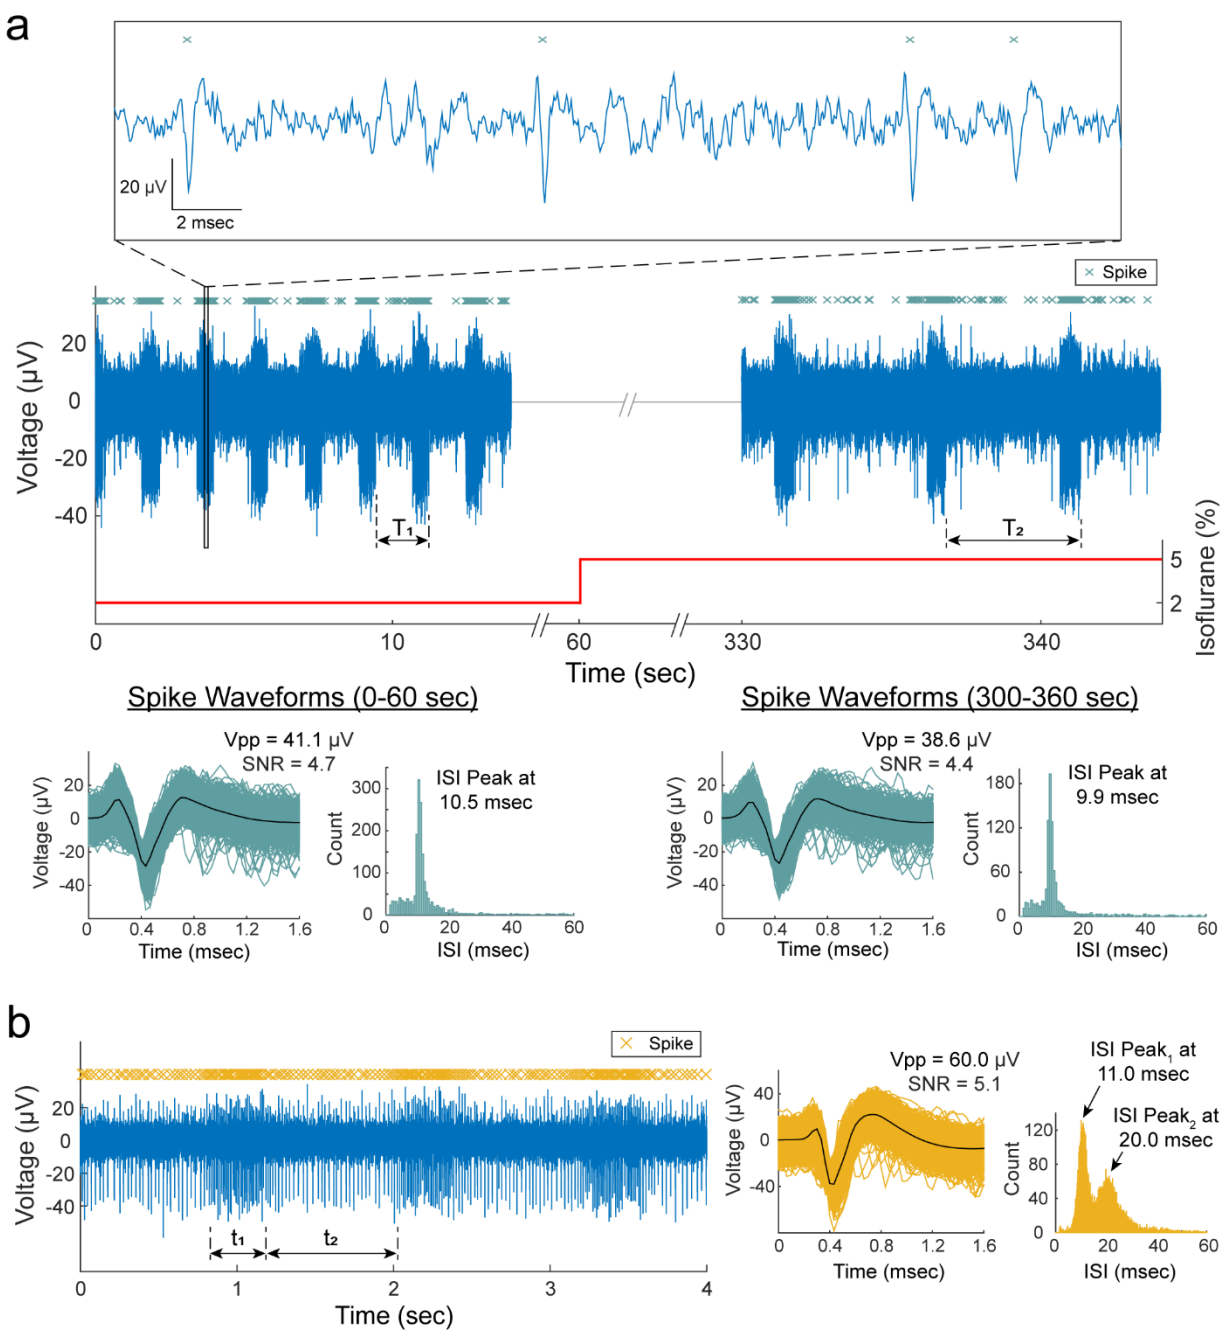 a
× × × ×
20 µV
2 msec
× Spike
Voltage (µV)
20
0
-20
-40
T₁
T₂
Isoflurane (%)
5
2
0 10 60 330 340
Time (sec)
Spike Waveforms (0-60 sec)
Vpp = 41.1 µV
SNR = 4.7
Voltage (µV)
20
0
-20
-40
0 0.4 0.8 1.2 1.6
Time (msec)
ISI Peak at
10.5 msec
Count
300
200
100
0
0 20 40 60
ISI (msec)
Spike Waveforms (300-360 sec)
Vpp = 38.6 µV
SNR = 4.4
Voltage (µV)
20
0
-20
-40
0 0.4 0.8 1.2 1.6
Time (msec)
ISI Peak at
9.9 msec
Count
180
120
60
0
0 20 40 60
ISI (msec)
b
× Spike
Voltage (µV)
20
0
-20
-40
t₁
t₂
0 1 2 3 4
Time (sec)
Vpp = 60.0 µV
SNR = 5.1
Voltage (µV)
40
0
-40
0 0.4 0.8 1.2 1.6
Time (msec)
ISI Peak₁ at
11.0 msec
ISI Peak₂ at
20.0 msec
Count
120
80
40
0
0 20 40 60
ISI (msec)